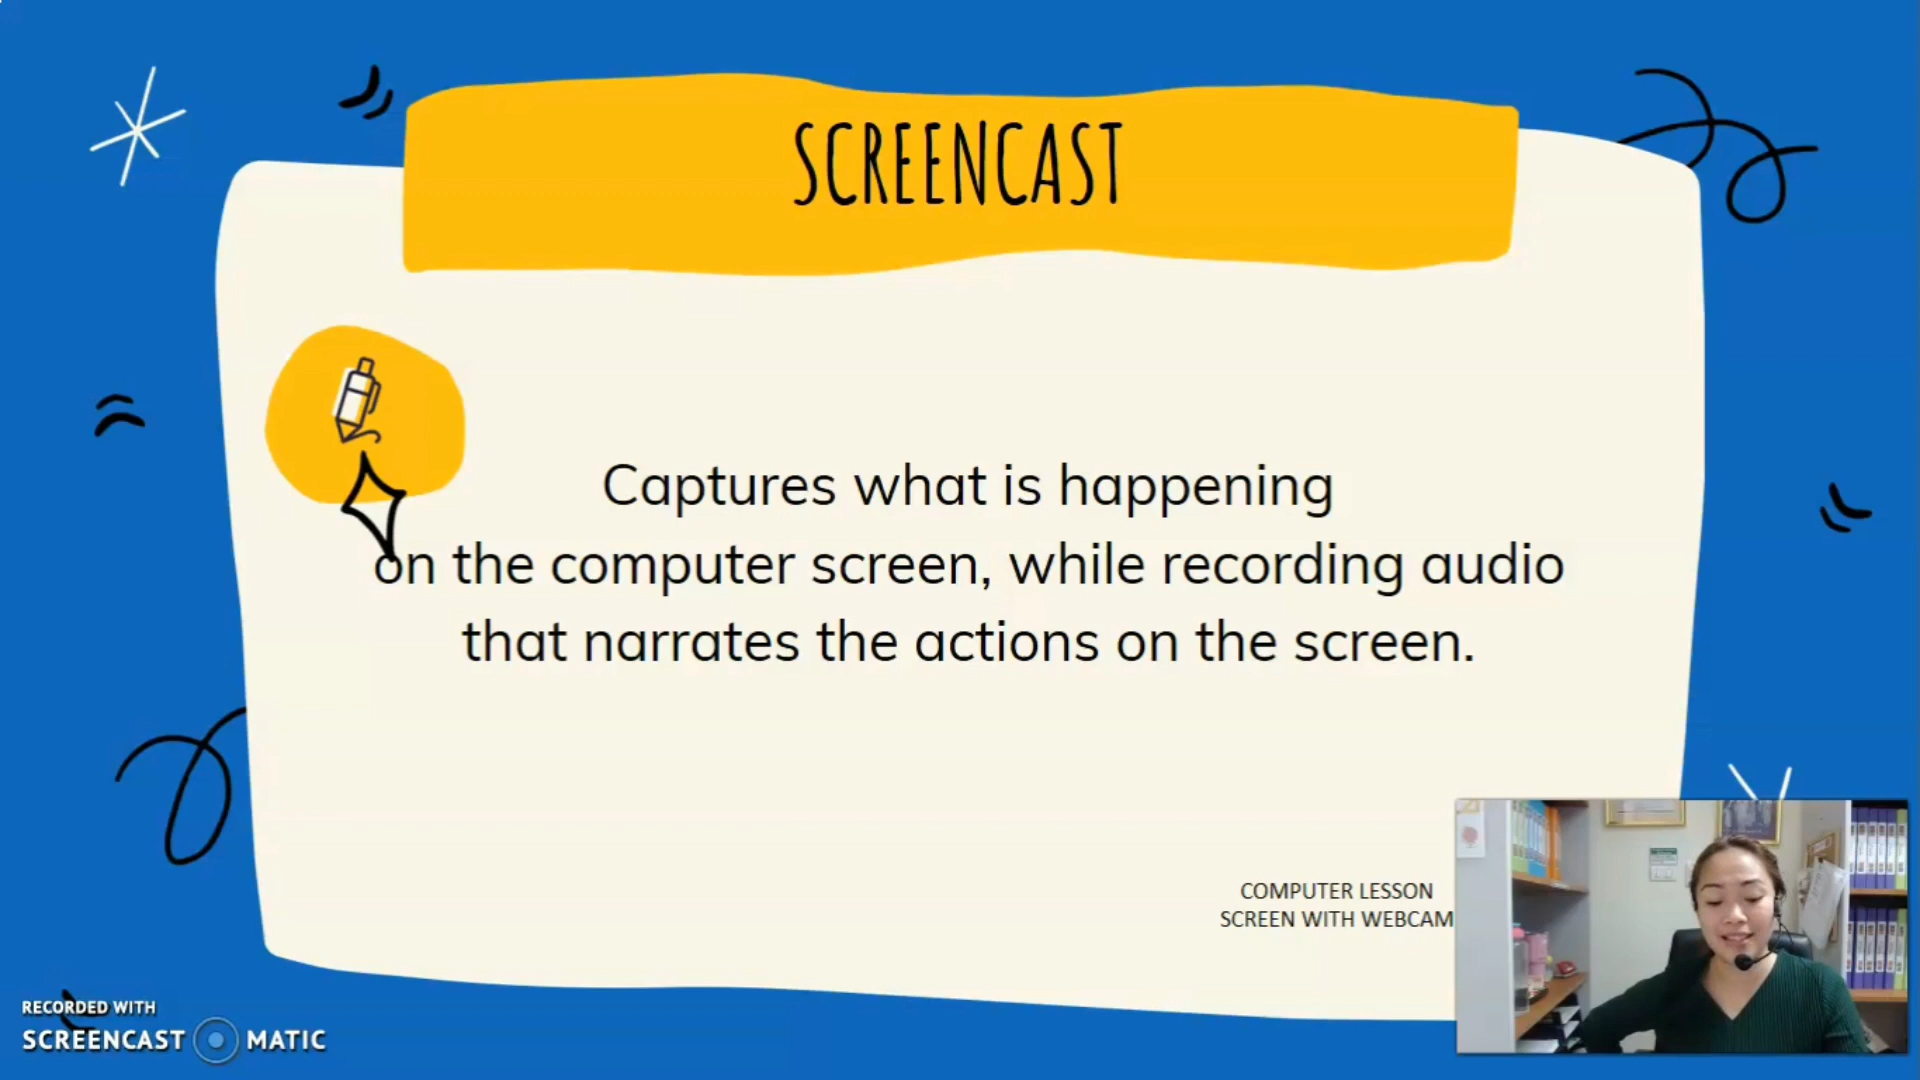 SCREENCAST
Captures what is happening
on the computer screen, while recording audio
that narrates the actions on the screen.
COMPUTER LESSON
SCREEN WITH WEBCAM
RECORDED WITH
SCREENCAST MATIC